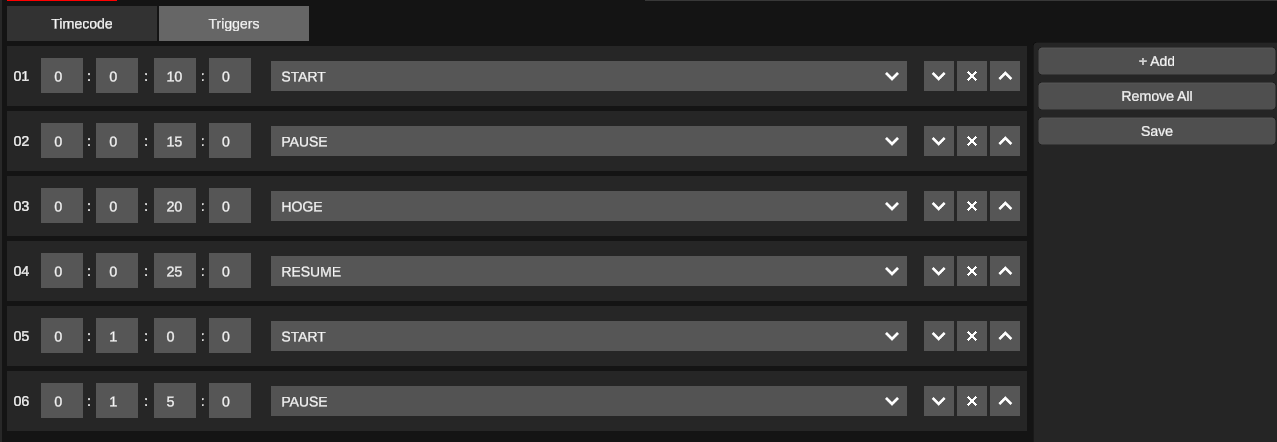 Timecode Triggers
01 0 : 0 : 10 : 0 START
+ Add
02 0 : 0 : 15 : 0 PAUSE
Remove All
Save
03 0 : 0 : 20 : 0 HOGE
04 0 : 0 : 25 : 0 RESUME
05 0 : 1 : 0 : 0 START
06 0 : 1 : 5 : 0 PAUSE